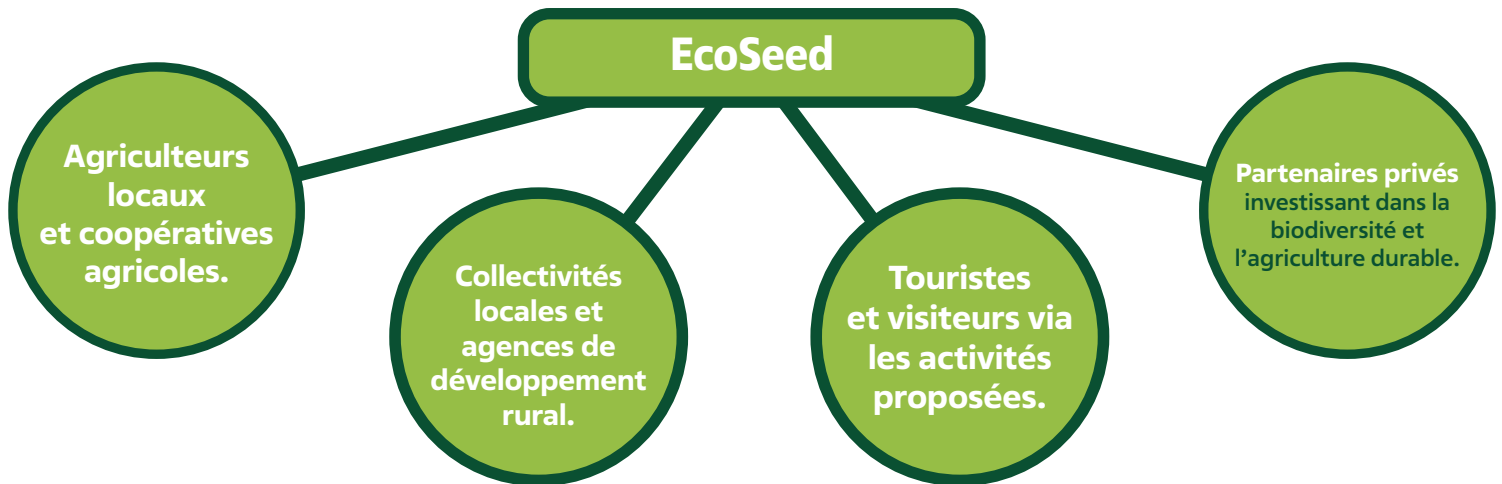 EcoSeed
Agriculteurs
locaux
et coopératives
agricoles.
Collectivités
locales et
agences de
développement
rural.
Touristes
et visiteurs via
les activités
proposées.
Partenaires privés
investissant dans la
biodiversité et
l’agriculture durable.